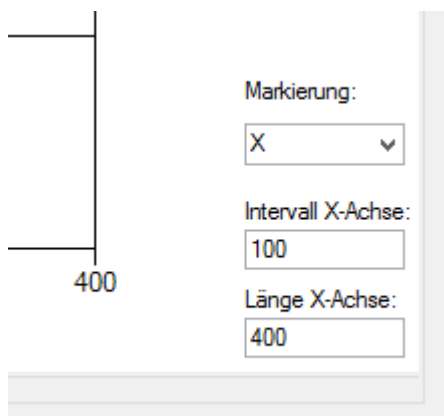 Markierung:
X
Intervall X-Achse:
100
400
Länge X-Achse:
400